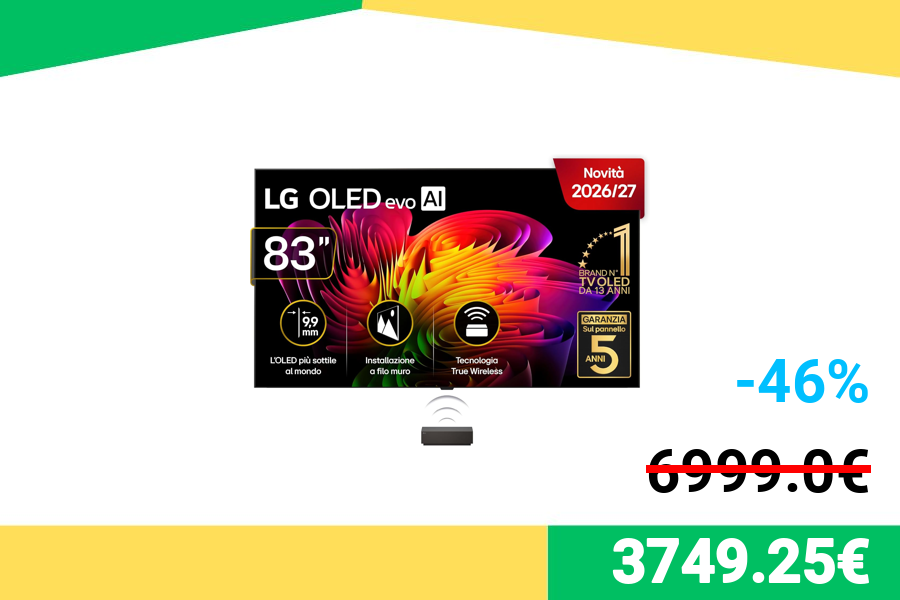 Novità
2026/27
LG OLED evo AI
83"
1
BRAND N°
TV OLED
DA 13 ANNI
9,9
mm
L'OLED più sottile
al mondo
Installazione
a filo muro
Tecnologia
True Wireless
GARANZIA
Sul pannello
5
ANNI
-46%
6999.0€
3749.25€